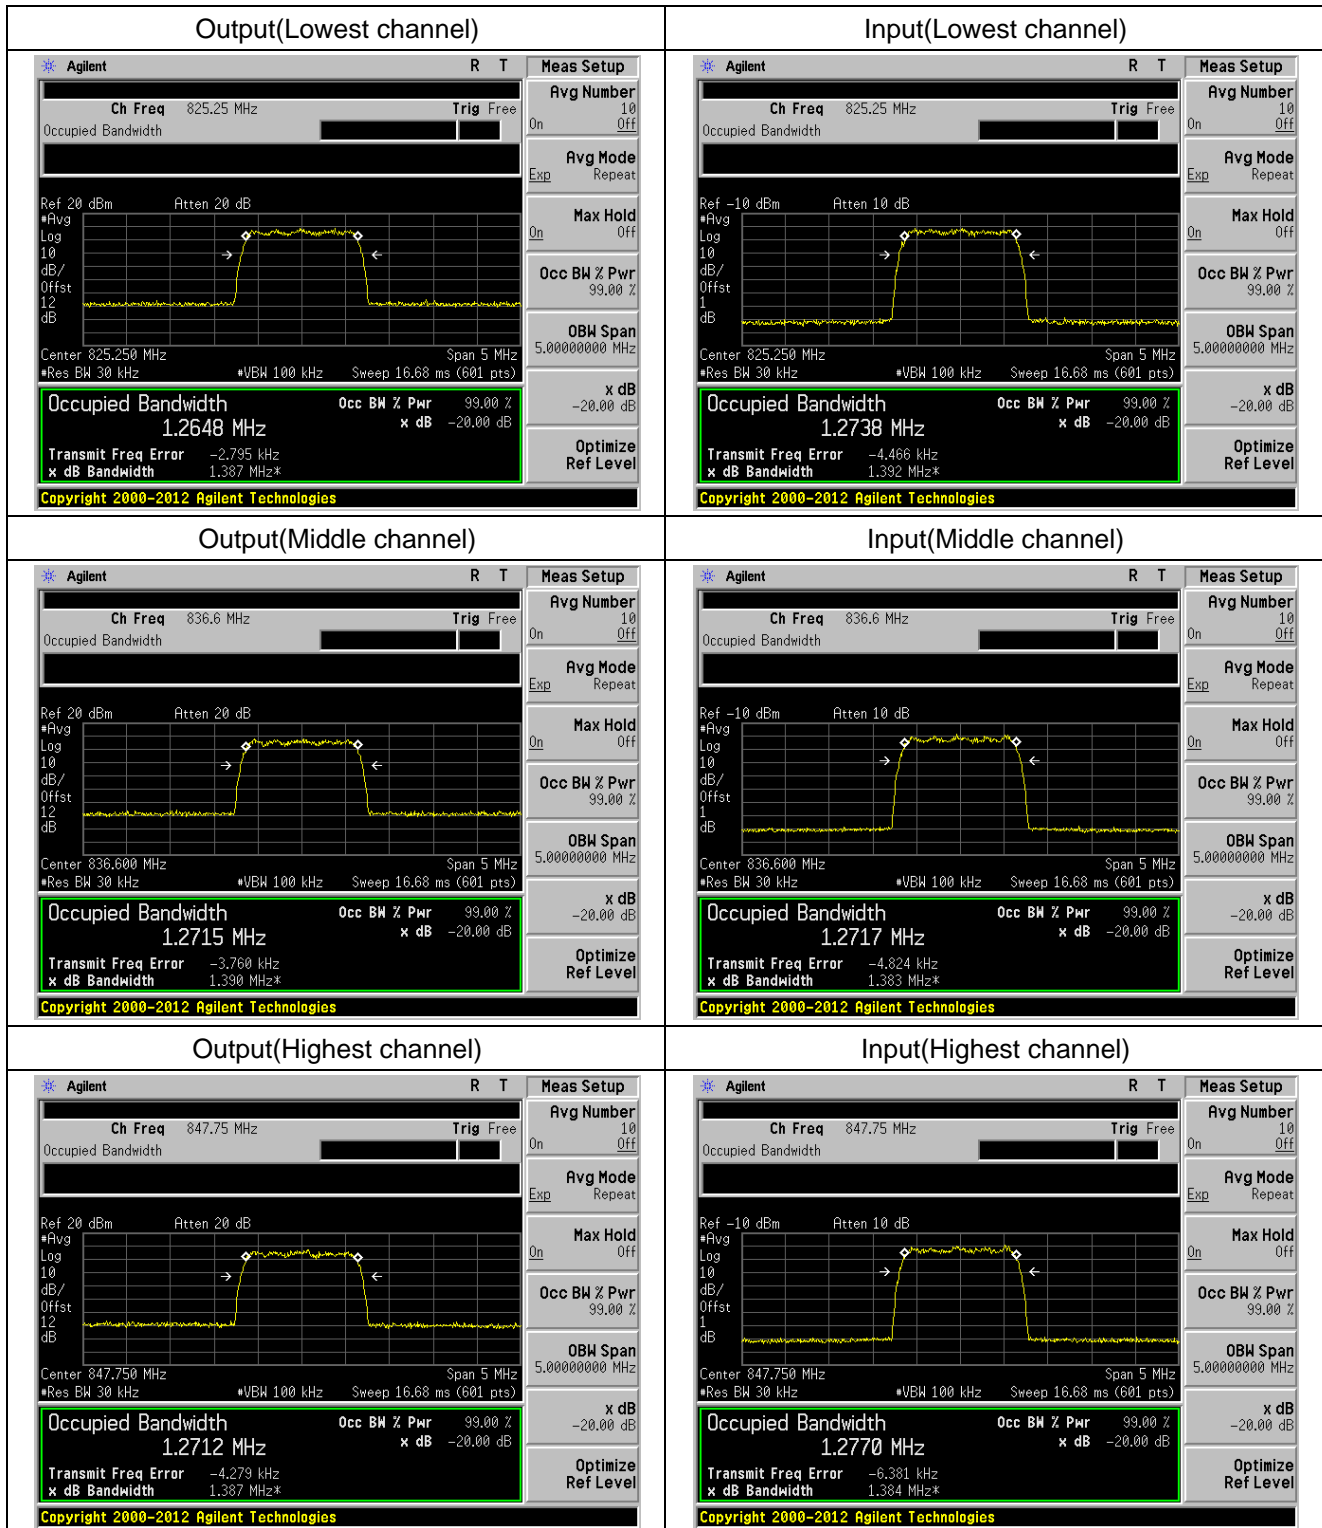 Output(Lowest channel)
Input(Lowest channel)
Agilent R T Meas Setup
Ch Freq 825.25 MHz Trig Free
Occupied Bandwidth
Avg Number
10
On Off
Avg Mode
Exp Repeat
Ref 20 dBm Atten 20 dB
#Avg
Log
10
dB/
Offst
12
dB
Max Hold
On Off
Occ BW % Pwr
99.00 %
OBW Span
5.00000000 MHz
Center 825.250 MHz Span 5 MHz
#Res BW 30 kHz #VBW 100 kHz Sweep 16.68 ms (601 pts)
x dB
-20.00 dB
Occupied Bandwidth Occ BW % Pwr 99.00 %
1.2648 MHz x dB -20.00 dB
Transmit Freq Error -2.795 kHz
x dB Bandwidth 1.387 MHz*
Optimize
Ref Level
Copyright 2000-2012 Agilent Technologies
Agilent R T Meas Setup
Ch Freq 825.25 MHz Trig Free
Occupied Bandwidth
Avg Number
10
On Off
Avg Mode
Exp Repeat
Ref -10 dBm Atten 10 dB
#Avg
Log
10
dB/
Offst
1
dB
Max Hold
On Off
Occ BW % Pwr
99.00 %
OBW Span
5.00000000 MHz
Center 825.250 MHz Span 5 MHz
#Res BW 30 kHz #VBW 100 kHz Sweep 16.68 ms (601 pts)
x dB
-20.00 dB
Occupied Bandwidth Occ BW % Pwr 99.00 %
1.2738 MHz x dB -20.00 dB
Transmit Freq Error -4.466 kHz
x dB Bandwidth 1.392 MHz*
Optimize
Ref Level
Copyright 2000-2012 Agilent Technologies
Output(Middle channel)
Input(Middle channel)
Agilent R T Meas Setup
Ch Freq 836.6 MHz Trig Free
Occupied Bandwidth
Avg Number
10
On Off
Avg Mode
Exp Repeat
Ref 20 dBm Atten 20 dB
#Avg
Log
10
dB/
Offst
12
dB
Max Hold
On Off
Occ BW % Pwr
99.00 %
OBW Span
5.00000000 MHz
Center 836.600 MHz Span 5 MHz
#Res BW 30 kHz #VBW 100 kHz Sweep 16.68 ms (601 pts)
x dB
-20.00 dB
Occupied Bandwidth Occ BW % Pwr 99.00 %
1.2715 MHz x dB -20.00 dB
Transmit Freq Error -3.760 kHz
x dB Bandwidth 1.390 MHz*
Optimize
Ref Level
Copyright 2000-2012 Agilent Technologies
Agilent R T Meas Setup
Ch Freq 836.6 MHz Trig Free
Occupied Bandwidth
Avg Number
10
On Off
Avg Mode
Exp Repeat
Ref -10 dBm Atten 10 dB
#Avg
Log
10
dB/
Offst
1
dB
Max Hold
On Off
Occ BW % Pwr
99.00 %
OBW Span
5.00000000 MHz
Center 836.600 MHz Span 5 MHz
#Res BW 30 kHz #VBW 100 kHz Sweep 16.68 ms (601 pts)
x dB
-20.00 dB
Occupied Bandwidth Occ BW % Pwr 99.00 %
1.2717 MHz x dB -20.00 dB
Transmit Freq Error -4.824 kHz
x dB Bandwidth 1.383 MHz*
Optimize
Ref Level
Copyright 2000-2012 Agilent Technologies
Output(Highest channel)
Input(Highest channel)
Agilent R T Meas Setup
Ch Freq 847.75 MHz Trig Free
Occupied Bandwidth
Avg Number
10
On Off
Avg Mode
Exp Repeat
Ref 20 dBm Atten 20 dB
#Avg
Log
10
dB/
Offst
12
dB
Max Hold
On Off
Occ BW % Pwr
99.00 %
OBW Span
5.00000000 MHz
Center 847.750 MHz Span 5 MHz
#Res BW 30 kHz #VBW 100 kHz Sweep 16.68 ms (601 pts)
x dB
-20.00 dB
Occupied Bandwidth Occ BW % Pwr 99.00 %
1.2712 MHz x dB -20.00 dB
Transmit Freq Error -4.279 kHz
x dB Bandwidth 1.387 MHz*
Optimize
Ref Level
Copyright 2000-2012 Agilent Technologies
Agilent R T Meas Setup
Ch Freq 847.75 MHz Trig Free
Occupied Bandwidth
Avg Number
10
On Off
Avg Mode
Exp Repeat
Ref -10 dBm Atten 10 dB
#Avg
Log
10
dB/
Offst
1
dB
Max Hold
On Off
Occ BW % Pwr
99.00 %
OBW Span
5.00000000 MHz
Center 847.750 MHz Span 5 MHz
#Res BW 30 kHz #VBW 100 kHz Sweep 16.68 ms (601 pts)
x dB
-20.00 dB
Occupied Bandwidth Occ BW % Pwr 99.00 %
1.2770 MHz x dB -20.00 dB
Transmit Freq Error -6.381 kHz
x dB Bandwidth 1.384 MHz*
Optimize
Ref Level
Copyright 2000-2012 Agilent Technologies